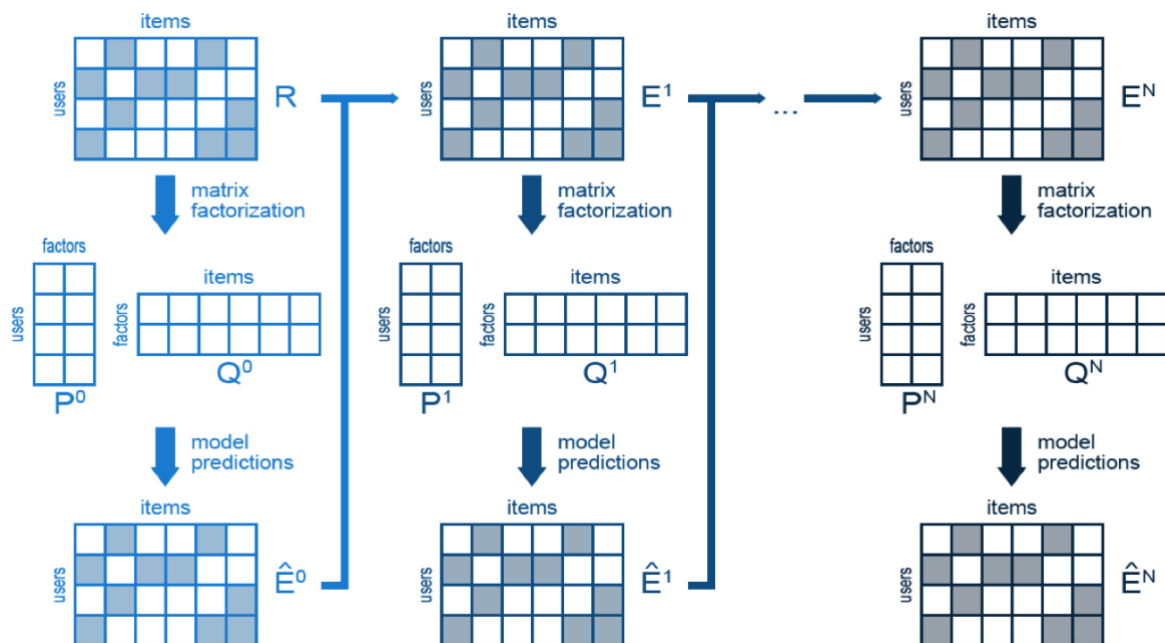 items
users
R
matrix
factorization
factors
users
P⁰
items
factors
Q⁰
model
predictions
items
users
Ê⁰
items
users
E¹
matrix
factorization
factors
users
P¹
items
factors
Q¹
model
predictions
items
users
Ê¹
...
items
users
Eᴺ
matrix
factorization
factors
users
Pᴺ
items
factors
Qᴺ
model
predictions
items
users
Êᴺ